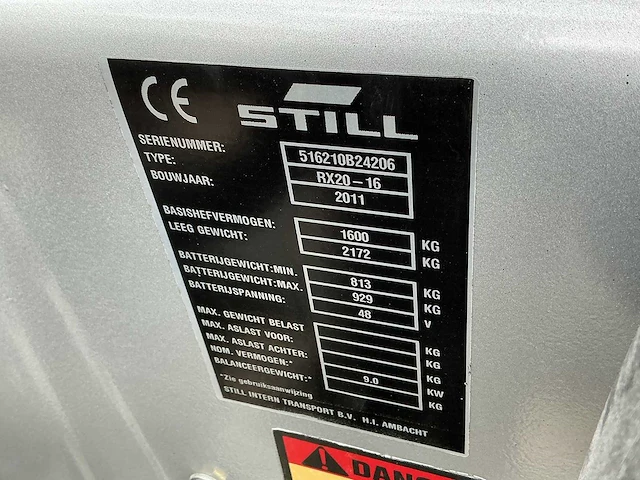 CE STILL
SERIENUMMER: 516210B24206
TYPE: RX20-16
BOUWJAAR: 2011
BASISHEFVERMOGEN: 1600 KG
LEEG GEWICHT: 2172 KG
BATTERIJGEWICHT:MIN. 813 KG
BATTERIJGEWICHT:MAX. 929 KG
BATTERIJSPANNING: 48 V
MAX. GEWICHT BELAST KG
MAX. ASLAST VOOR: KG
MAX. ASLAST ACHTER: KG
NOM. VERMOGEN:* 9.0 KW
BALANCEERGEWICHT:* KG
*Zie gebruiksaanwijzing
STILL INTERN TRANSPORT B.V. H.I. AMBACHT
DANG